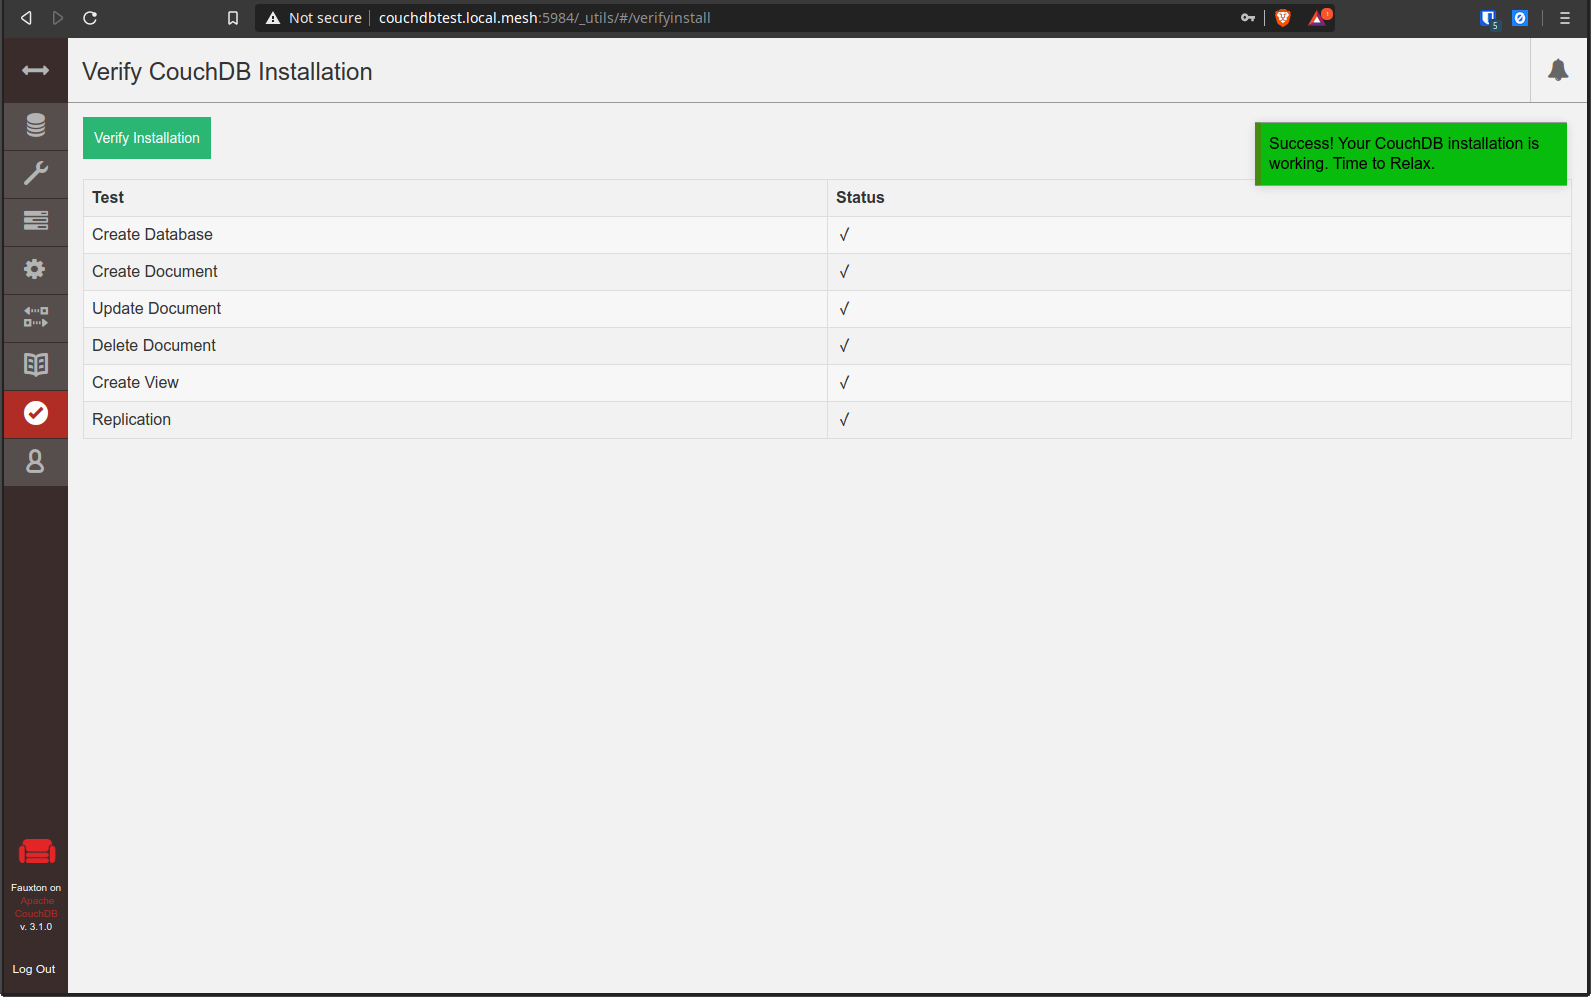 Not secure couchdbtest.local.mesh:5984/_utils/#/verifyinstall
5
Verify CouchDB Installation
Verify Installation
Success! Your CouchDB installation is
working. Time to Relax.
Test Status
Create Database √
Create Document √
Update Document √
Delete Document √
Create View √
Replication √
Fauxton on
Apache
CouchDB
v. 3.1.0
Log Out